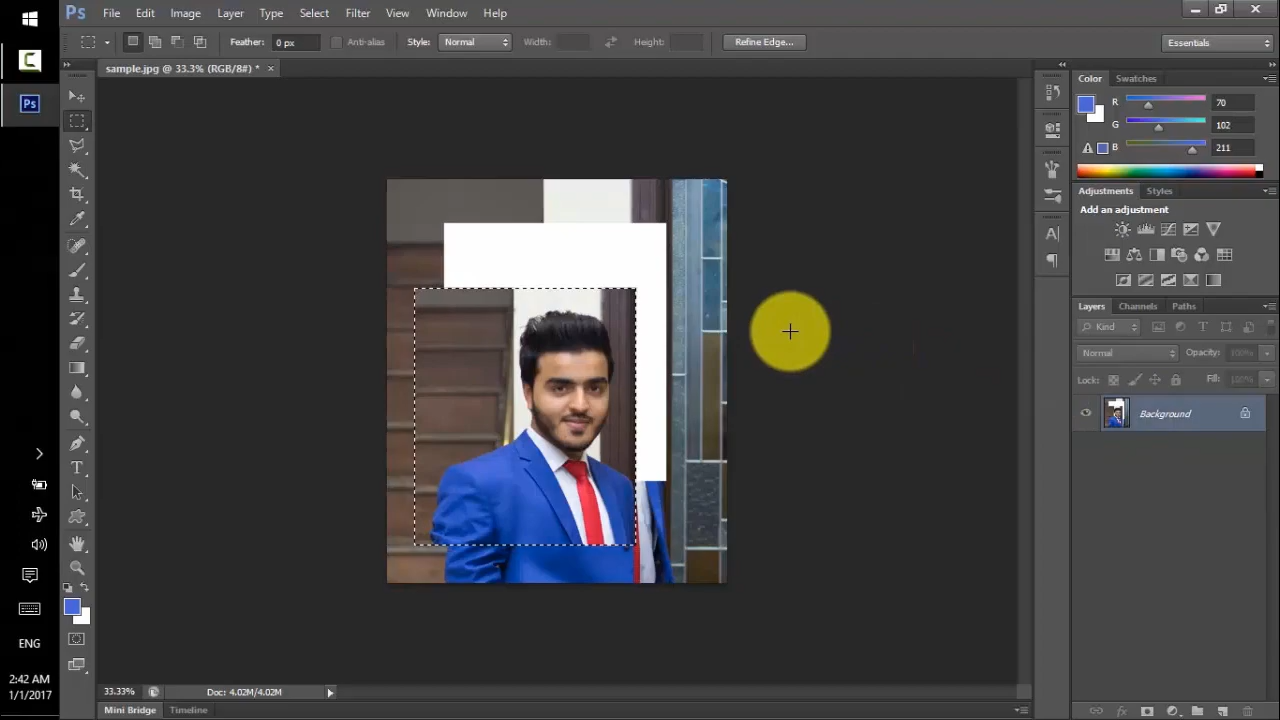 Ps File Edit Image Layer Type Select Filter View Window Help
Feather: 0 px Anti-alias Style: Normal Width: Height: Refine Edge... Essentials
sample.jpg @ 33.3% (RGB/8#) * ×
Color Swatches
R 70
G 102
B 211
Adjustments Styles
Add an adjustment
Layers Channels Paths
Kind
Normal Opacity: 100%
Lock: Fill: 100%
Background
Ps
T
A
ENG
2:42 AM
1/1/2017
33.33% Doc: 4.02M/4.02M
Mini Bridge Timeline